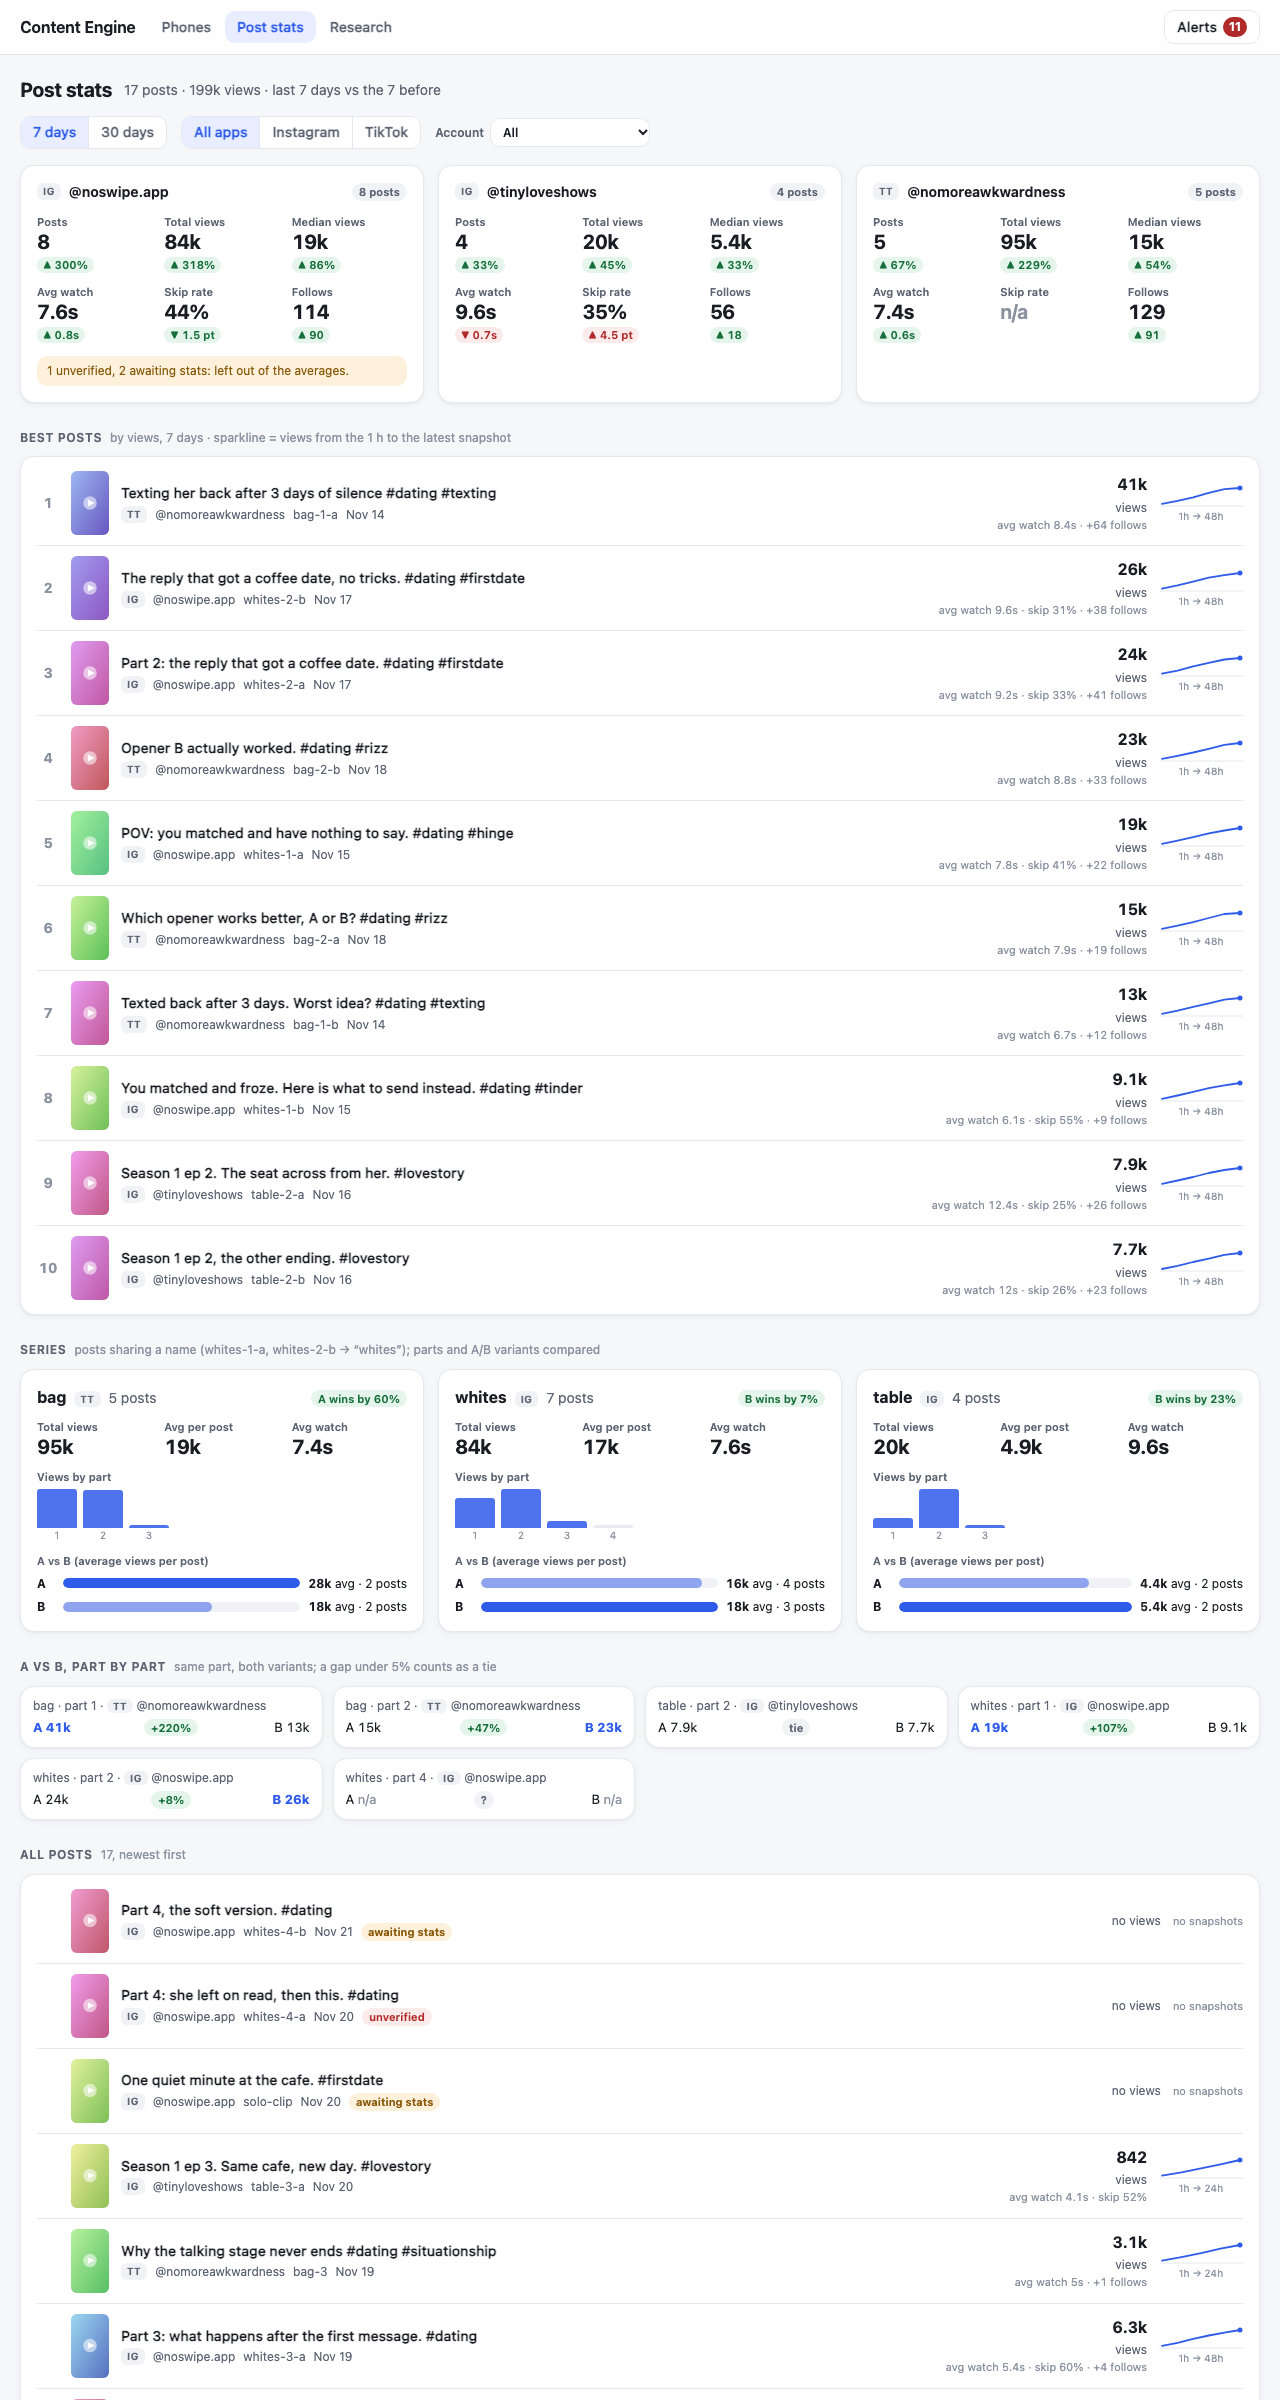 Content Engine Phones Post stats Research Alerts 11
Post stats 17 posts · 199k views · last 7 days vs the 7 before
7 days 30 days All apps Instagram TikTok Account All
IG @noswipe.app 8 posts
Posts Total views Median views
8 84k 19k
▲ 300% ▲ 318% ▲ 86%
Avg watch Skip rate Follows
7.6s 44% 114
▲ 0.8s ▼ 1.5 pt ▲ 90
1 unverified, 2 awaiting stats: left out of the averages.
IG @tinyloveshows 4 posts
Posts Total views Median views
4 20k 5.4k
▲ 33% ▲ 45% ▲ 33%
Avg watch Skip rate Follows
9.6s 35% 56
▼ 0.7s ▲ 4.5 pt ▲ 18
TT @nomoreawkwardness 5 posts
Posts Total views Median views
5 95k 15k
▲ 67% ▲ 229% ▲ 54%
Avg watch Skip rate Follows
7.4s n/a 129
▲ 0.6s ▲ 91
BEST POSTS by views, 7 days · sparkline = views from the 1 h to the latest snapshot
1
Texting her back after 3 days of silence #dating #texting
TT @nomoreawkwardness bag-1-a Nov 14
41k
views
avg watch 8.4s · +64 follows
1h → 48h
2
The reply that got a coffee date, no tricks. #dating #firstdate
IG @noswipe.app whites-2-b Nov 17
26k
views
avg watch 9.6s · skip 31% · +38 follows
1h → 48h
3
Part 2: the reply that got a coffee date. #dating #firstdate
IG @noswipe.app whites-2-a Nov 17
24k
views
avg watch 9.2s · skip 33% · +41 follows
1h → 48h
4
Opener B actually worked. #dating #rizz
TT @nomoreawkwardness bag-2-b Nov 18
23k
views
avg watch 8.8s · +33 follows
1h → 48h
5
POV: you matched and have nothing to say. #dating #hinge
IG @noswipe.app whites-1-a Nov 15
19k
views
avg watch 7.8s · skip 41% · +22 follows
1h → 48h
6
Which opener works better, A or B? #dating #rizz
TT @nomoreawkwardness bag-2-a Nov 18
15k
views
avg watch 7.9s · +19 follows
1h → 48h
7
Texted back after 3 days. Worst idea? #dating #texting
TT @nomoreawkwardness bag-1-b Nov 14
13k
views
avg watch 6.7s · +12 follows
1h → 48h
8
You matched and froze. Here is what to send instead. #dating #tinder
IG @noswipe.app whites-1-b Nov 15
9.1k
views
avg watch 6.1s · skip 55% · +9 follows
1h → 48h
9
Season 1 ep 2. The seat across from her. #lovestory
IG @tinyloveshows table-2-a Nov 16
7.9k
views
avg watch 12.4s · skip 25% · +26 follows
1h → 48h
10
Season 1 ep 2, the other ending. #lovestory
IG @tinyloveshows table-2-b Nov 16
7.7k
views
avg watch 12s · skip 26% · +23 follows
1h → 48h
SERIES posts sharing a name (whites-1-a, whites-2-b → “whites”); parts and A/B variants compared
bag TT 5 posts A wins by 60%
Total views Avg per post Avg watch
95k 19k 7.4s
Views by part
1 2 3
A vs B (average views per post)
A 28k avg · 2 posts
B 18k avg · 2 posts
whites IG 7 posts B wins by 7%
Total views Avg per post Avg watch
84k 17k 7.6s
Views by part
1 2 3 4
A vs B (average views per post)
A 16k avg · 4 posts
B 18k avg · 3 posts
table IG 4 posts B wins by 23%
Total views Avg per post Avg watch
20k 4.9k 9.6s
Views by part
1 2 3
A vs B (average views per post)
A 4.4k avg · 2 posts
B 5.4k avg · 2 posts
A VS B, PART BY PART same part, both variants; a gap under 5% counts as a tie
bag · part 1 · TT @nomoreawkwardness
A 41k +220% B 13k
bag · part 2 · TT @nomoreawkwardness
A 15k +47% B 23k
table · part 2 · IG @tinyloveshows
A 7.9k tie B 7.7k
whites · part 1 · IG @noswipe.app
A 19k +107% B 9.1k
whites · part 2 · IG @noswipe.app
A 24k +8% B 26k
whites · part 4 · IG @noswipe.app
A n/a ? B n/a
ALL POSTS 17, newest first
Part 4, the soft version. #dating
IG @noswipe.app whites-4-b Nov 21 awaiting stats
no views no snapshots
Part 4: she left on read, then this. #dating
IG @noswipe.app whites-4-a Nov 20 unverified
no views no snapshots
One quiet minute at the cafe. #firstdate
IG @noswipe.app solo-clip Nov 20 awaiting stats
no views no snapshots
Season 1 ep 3. Same cafe, new day. #lovestory
IG @tinyloveshows table-3-a Nov 20
842
views
avg watch 4.1s · skip 52%
1h → 24h
Why the talking stage never ends #dating #situationship
TT @nomoreawkwardness bag-3 Nov 19
3.1k
views
avg watch 5s · +1 follows
1h → 24h
Part 3: what happens after the first message. #dating
IG @noswipe.app whites-3-a Nov 19
6.3k
views
avg watch 5.4s · skip 60% · +4 follows
1h → 48h